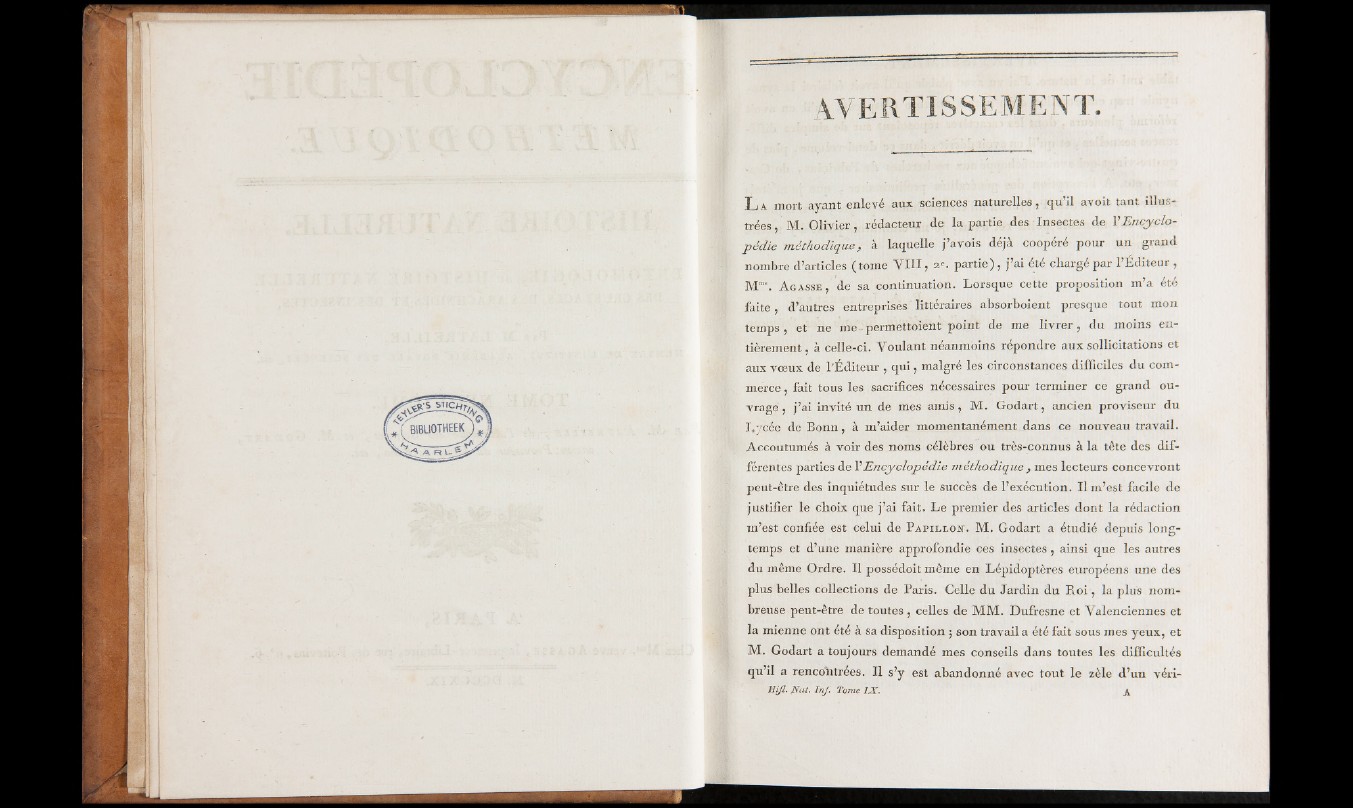 TEYLER'S STICHTING
BIBLIOTHEEK
* HAARLEM *
AVERTISSEMENT.
LA mort ayant enlevé aux sciences naturelles, qu'il avoit tant illus-
trées, M. Olivier, rédacteur de la partie des Insectes de l'Encyclo-
pédie méthodique, à laquelle j'avois déjà coopéré pour un grand
nombre d'articles (tome VIII, 2e. partie), j'ai été chargé par l'Éditeur,
Mme. AGASSE, de sa continuation. Lorsque cette proposition m'a été
faite, d'autres entreprises littéraires absorboient presque tout mon
temps, et ne me permettoient point de me livrer, du moins en-
tièrement, à celle-ci. Voulant néanmoins répondre aux sollicitations et
aux vœux de l'Éditeur, qui, malgré les circonstances difficiles du com-
merce, fait tous les sacrifices nécessaires pour terminer ce grand ou-
vrage, j'ai invité un de mes amis, M. Godart, ancien proviseur du
Lycée de Bonn, à m'aider momentanément dans ce nouveau travail.
Accoutumés à voir des noms célèbres ou très-connus à la tête des dif-
férentes parties de l'Encyclopédie méthodique, mes lecteurs concevront
peut-être des inquiétudes sur le succès de l'exécution. Il m'est facile de
justifier le choix que j'ai fait. Le premier des articles dont la rédaction
m'est confiée est celui de PAPILLON. M. Godart a étudié depuis long-
temps et d'une manière approfondie ces insectes, ainsi que les autres
du même Ordre. Il possédoit même en Lépidoptères européens une des
plus belles collections de Paris. Celle du Jardin du Roi, la plus nom-
breuse peut-être de toutes, celles de MM. Dufresne et Valenciennes et
la mienne ont été à sa disposition; son travail a été fait sous mes yeux, et
M. Godart a toujours demandé mes conseils dans toutes les difficultés
qu'il a rencontrées. Il s'y est abandonné avec tout le zèle d'un véri-
Hist. Nat. Ins. Tome IX. A